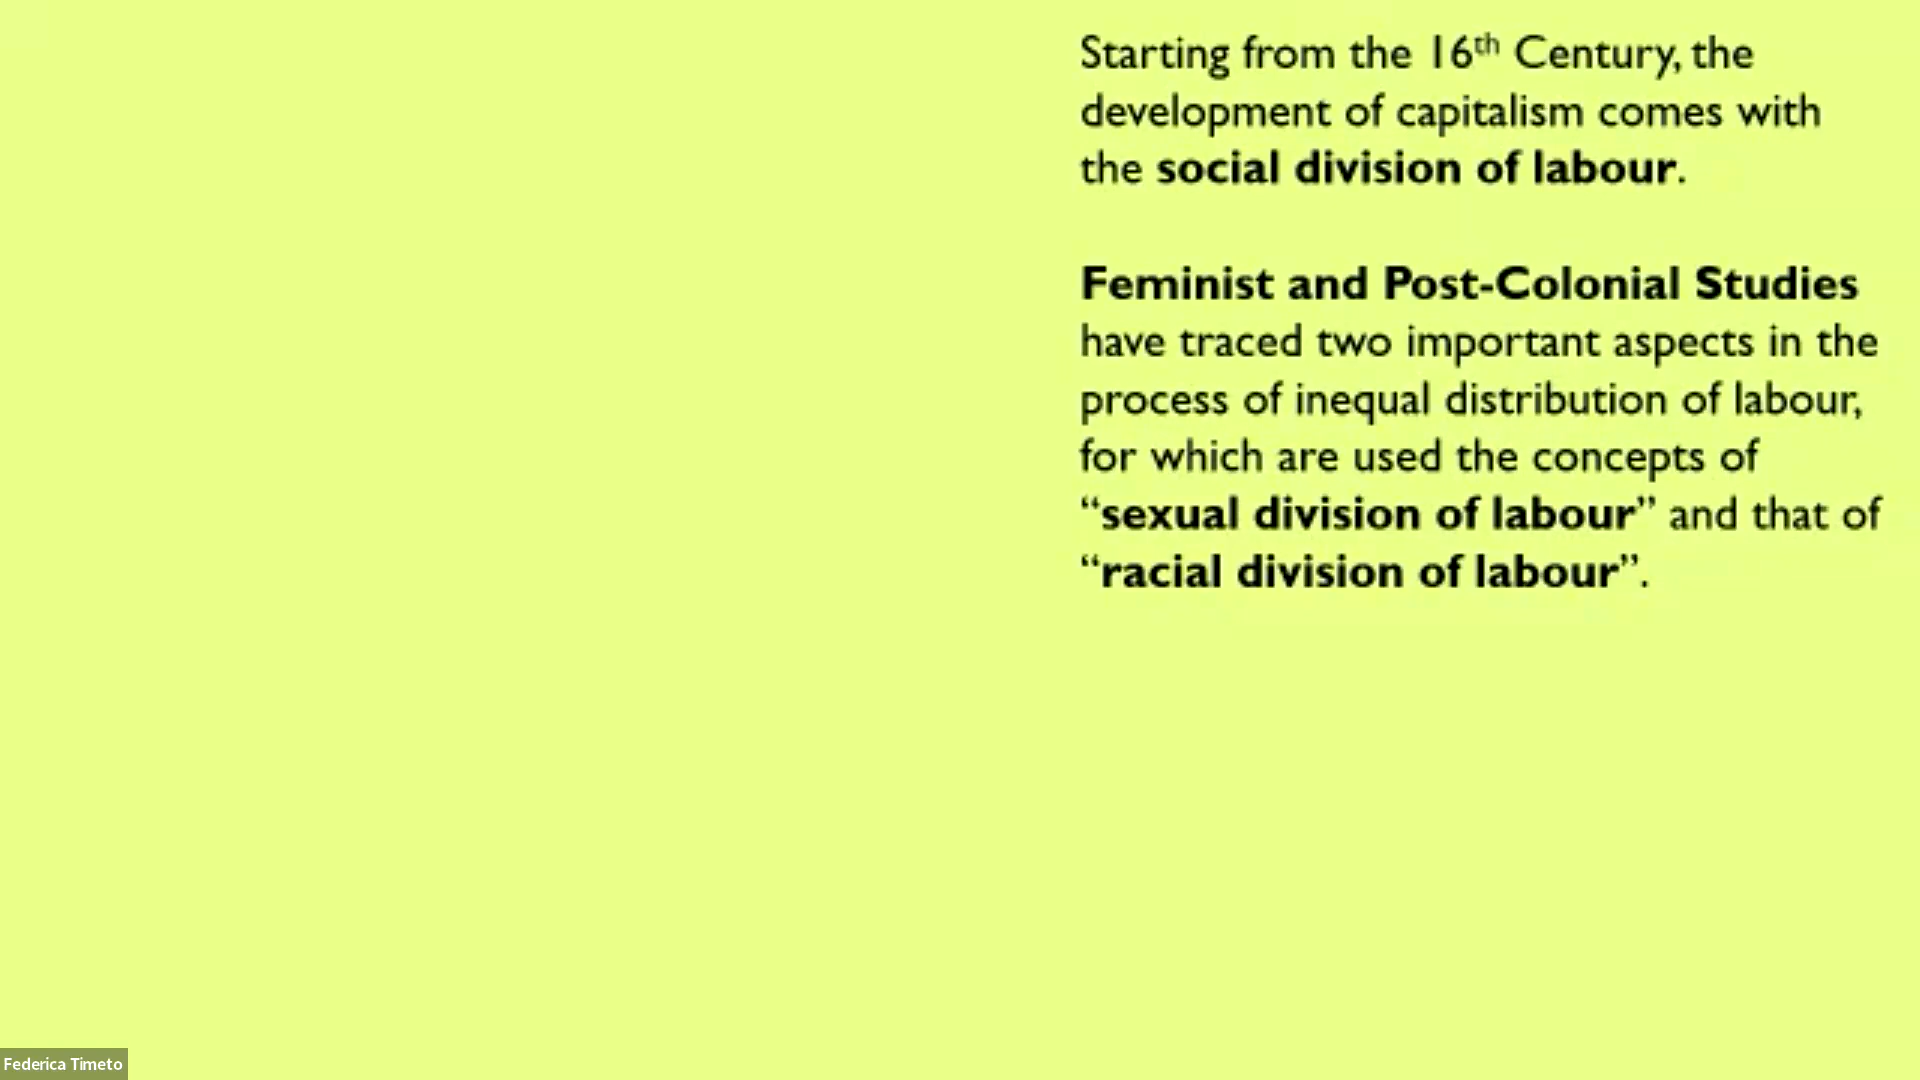 Starting from the 16th Century, the
development of capitalism comes with
the social division of labour.
Feminist and Post-Colonial Studies
have traced two important aspects in the
process of inequal distribution of labour,
for which are used the concepts of
“sexual division of labour” and that of
“racial division of labour”.
Federica Timeto